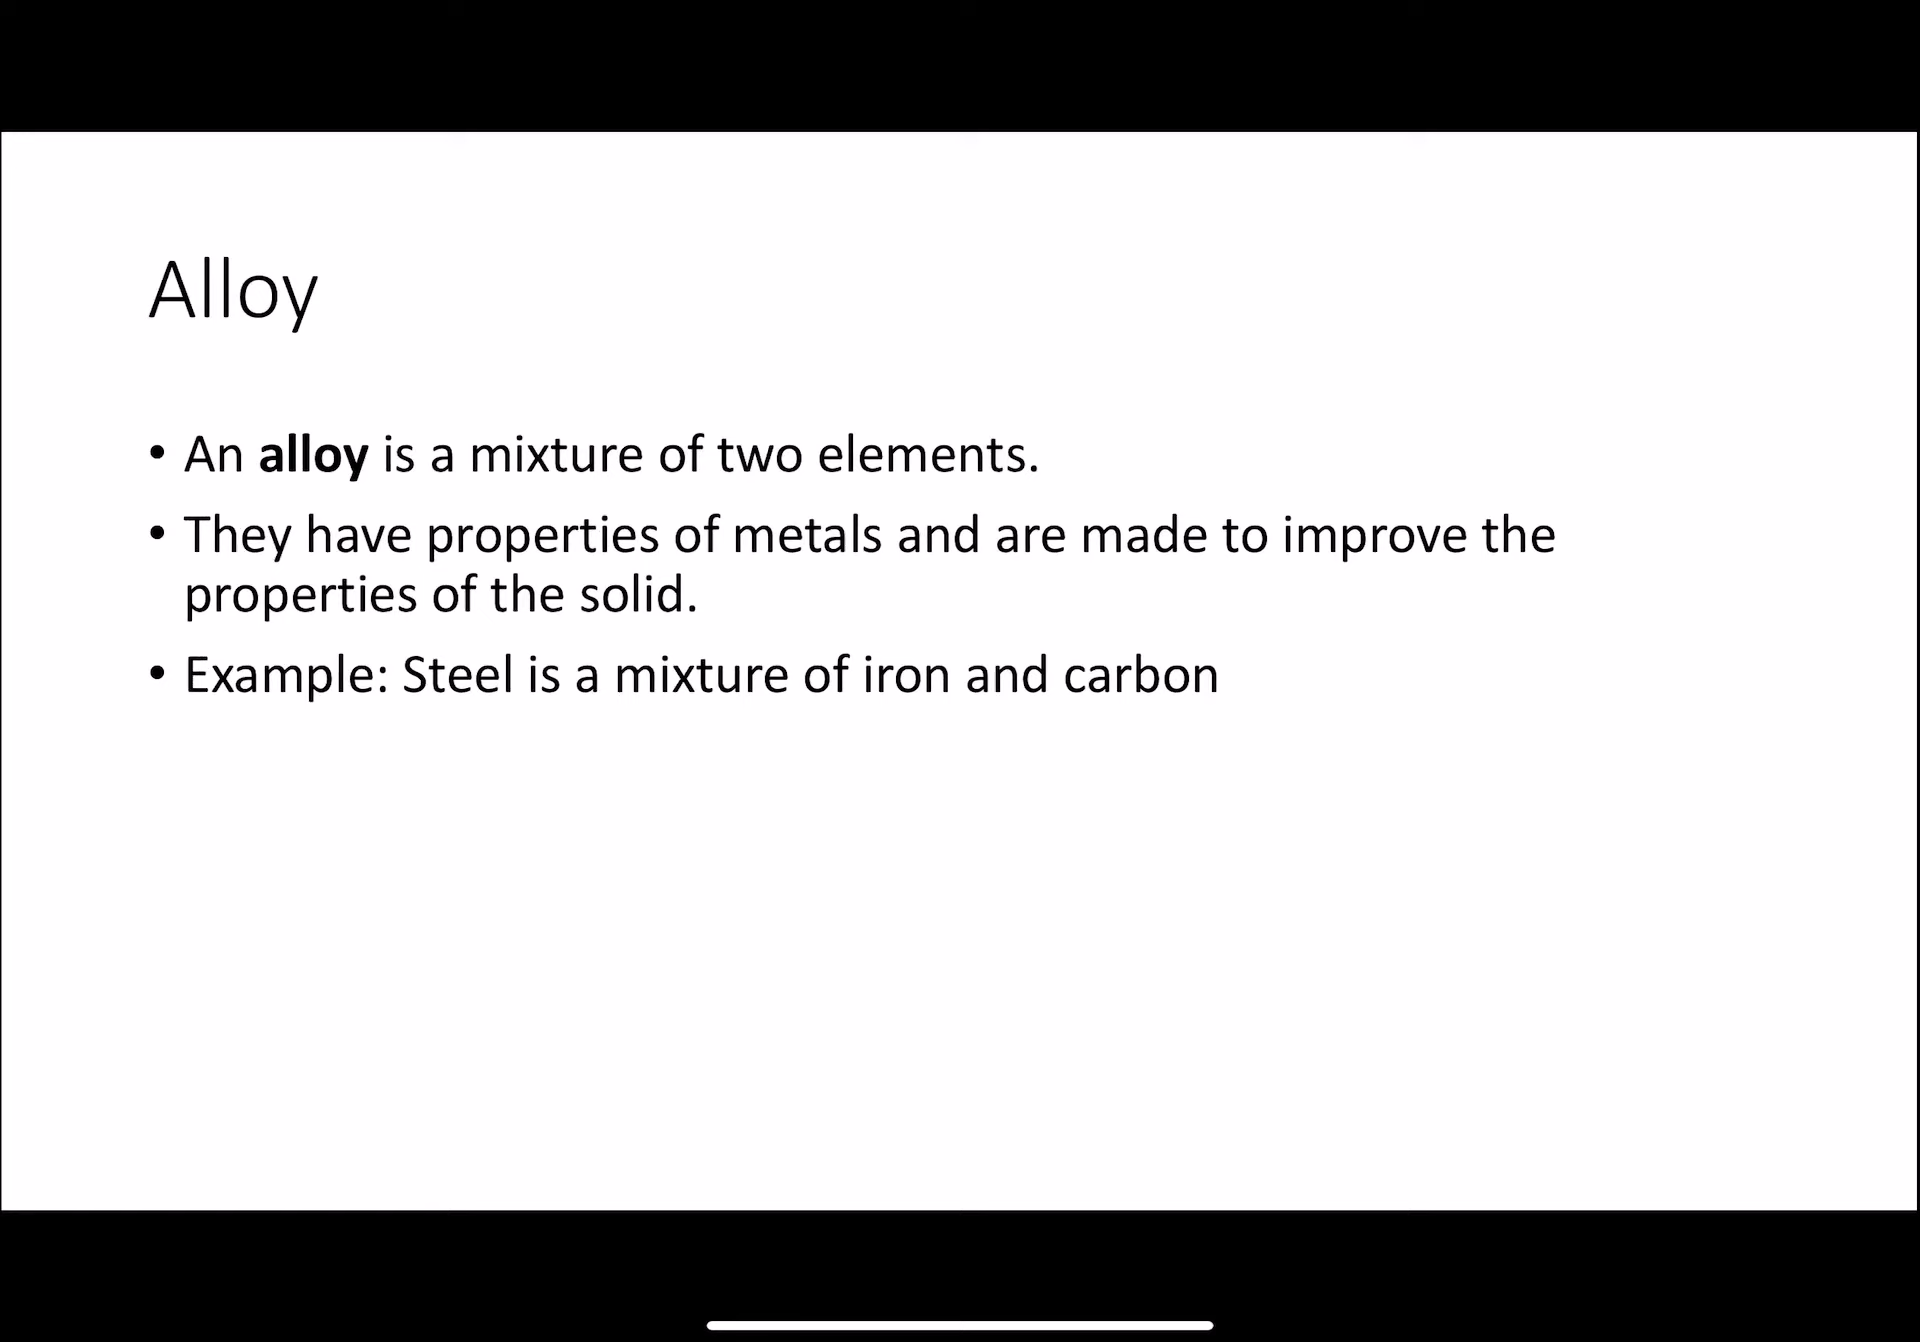 Alloy
• An alloy is a mixture of two elements.
• They have properties of metals and are made to improve the
properties of the solid.
• Example: Steel is a mixture of iron and carbon